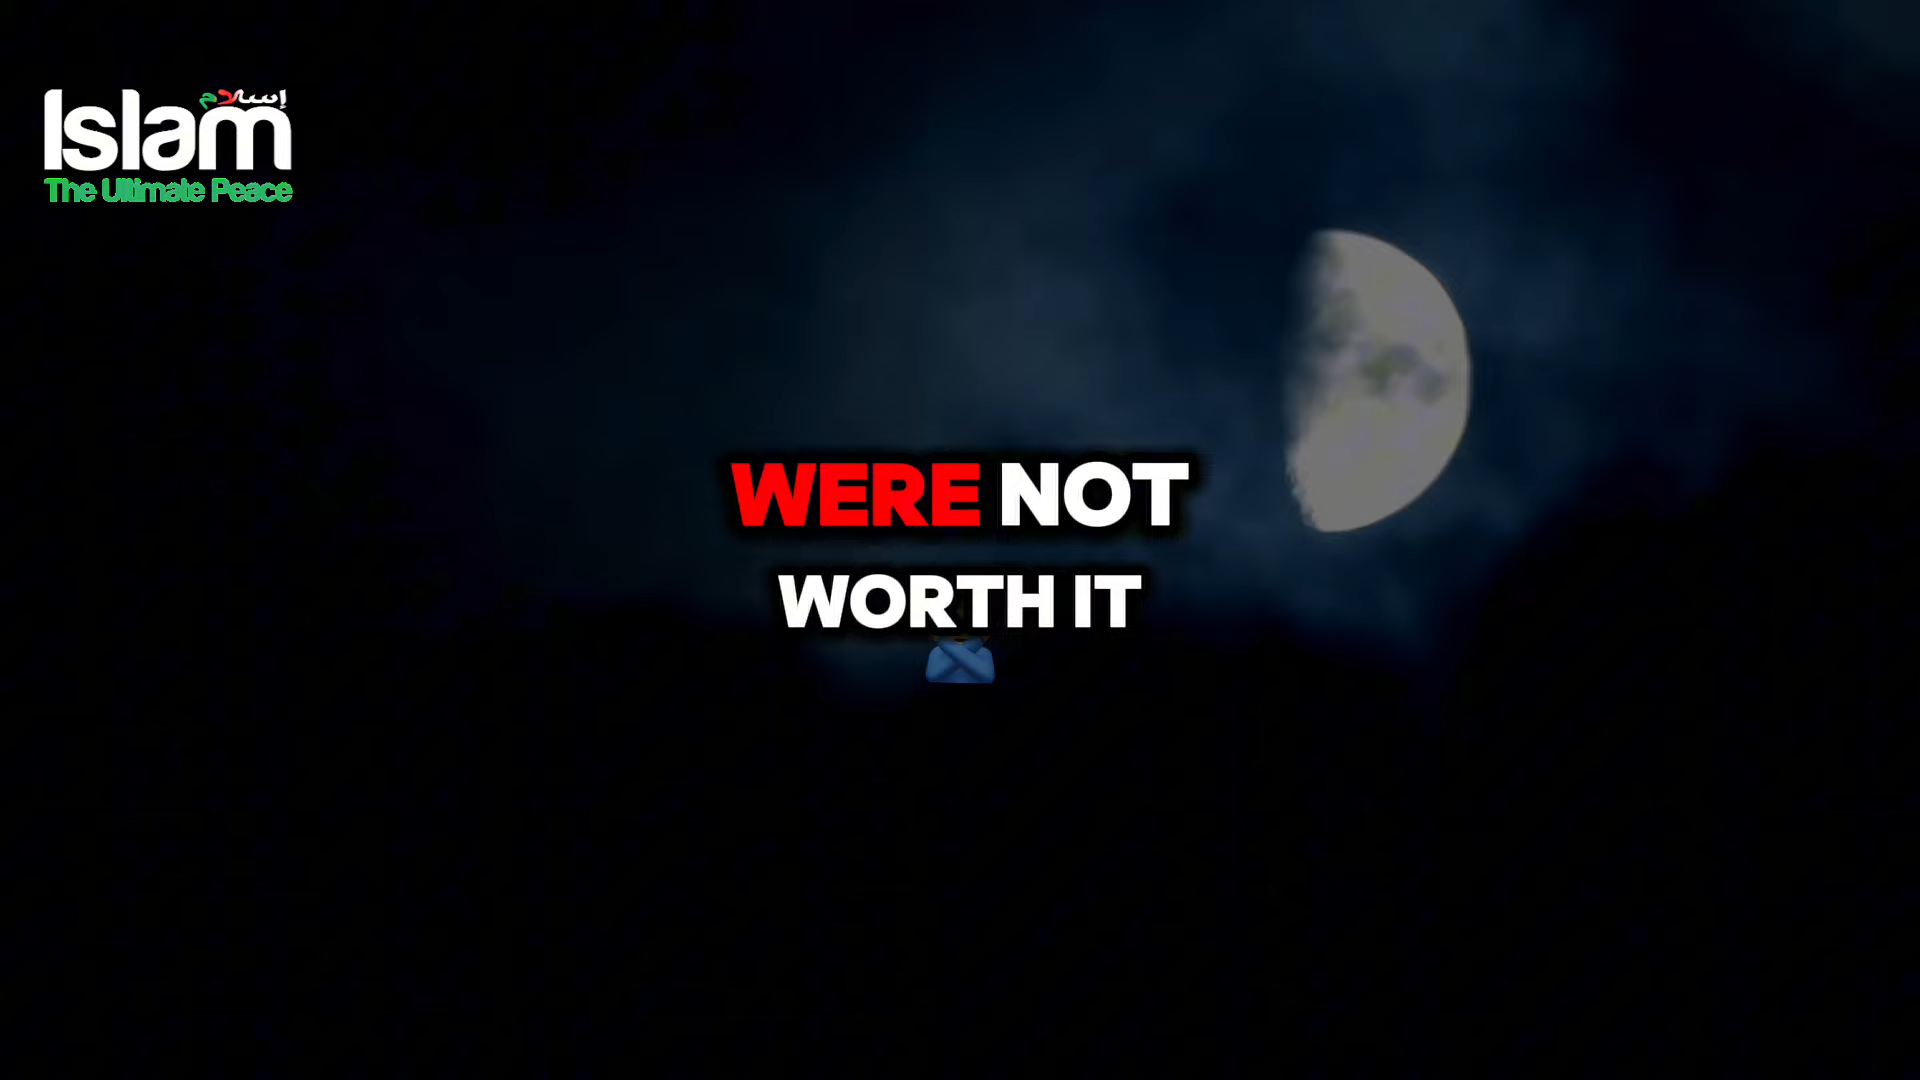 إسلام
Islam
The Ultimate Peace
WERE NOT
WORTH IT